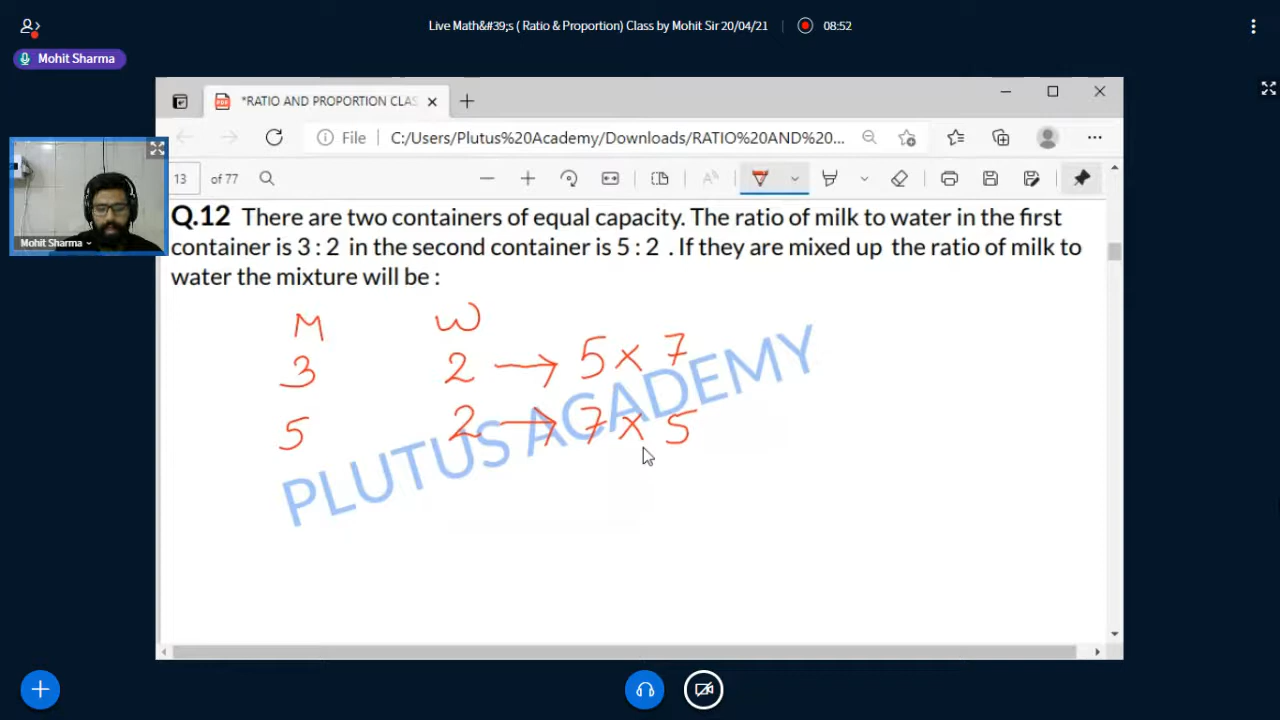 Live Math&#39;s ( Ratio & Proportion) Class by Mohit Sir 20/04/21 08:52
Mohit Sharma
*RATIO AND PROPORTION CLAS
File C:/Users/Plutus%20Academy/Downloads/RATIO%20AND%20...
13 of 77
Mohit Sharma
Q.12 There are two containers of equal capacity. The ratio of milk to water in the first
container is 3 : 2 in the second container is 5 : 2 . If they are mixed up the ratio of milk to
water the mixture will be :
M W
3 2 → 5 × 7
5 2 → 7 × 5
PLUTUS ACADEMY